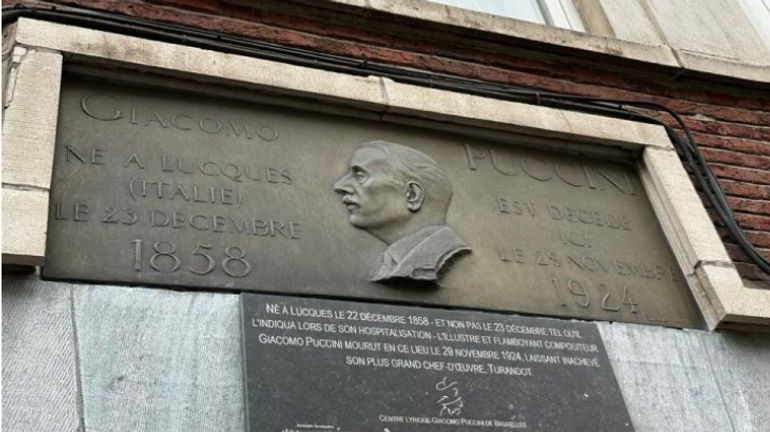 GIACOMO
PUCCINI
NE A LUCQUES
(ITALIE)
LE 23 DECEMBRE
1858
EST DECEDE
ICI
LE 29 NOVEMBRE
1924
NÉ À LUCQUES LE 22 DÉCEMBRE 1858 - ET NON PAS LE 23 DÉCEMBRE TEL QU'IL
L'INDIQUA LORS DE SON HOSPITALISATION - L'ILLUSTRE ET FLAMBOYANT COMPOSITEUR
GIACOMO PUCCINI MOURUT EN CE LIEU LE 29 NOVEMBRE 1924, LAISSANT INACHEVÉ
SON PLUS GRAND CHEF-D'ŒUVRE, TURANDOT.
CENTRE LYRIQUE GIACOMO PUCCINI DE BRUXELLES